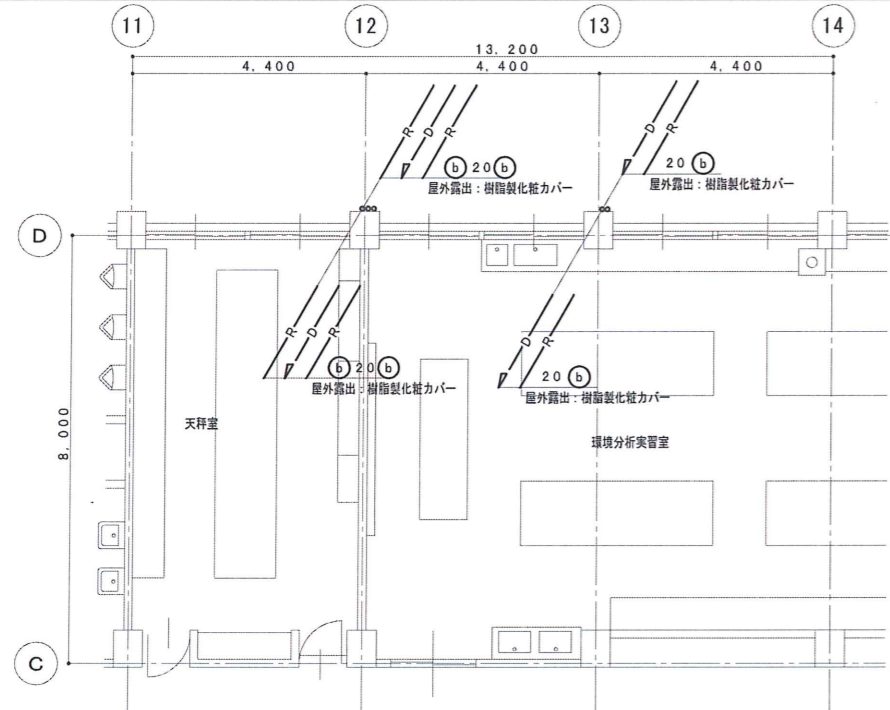 11
12
13
14
13,200
4,400
4,400
4,400
R
D
R
ⓑ 20 ⓑ
屋外露出：樹脂製化粧カバー
D
R
20 ⓑ
屋外露出：樹脂製化粧カバー
D
R
D
R
ⓑ 20 ⓑ
屋外露出：樹脂製化粧カバー
D
R
20 ⓑ
屋外露出：樹脂製化粧カバー
天秤室
環境分析実習室
8,000
C